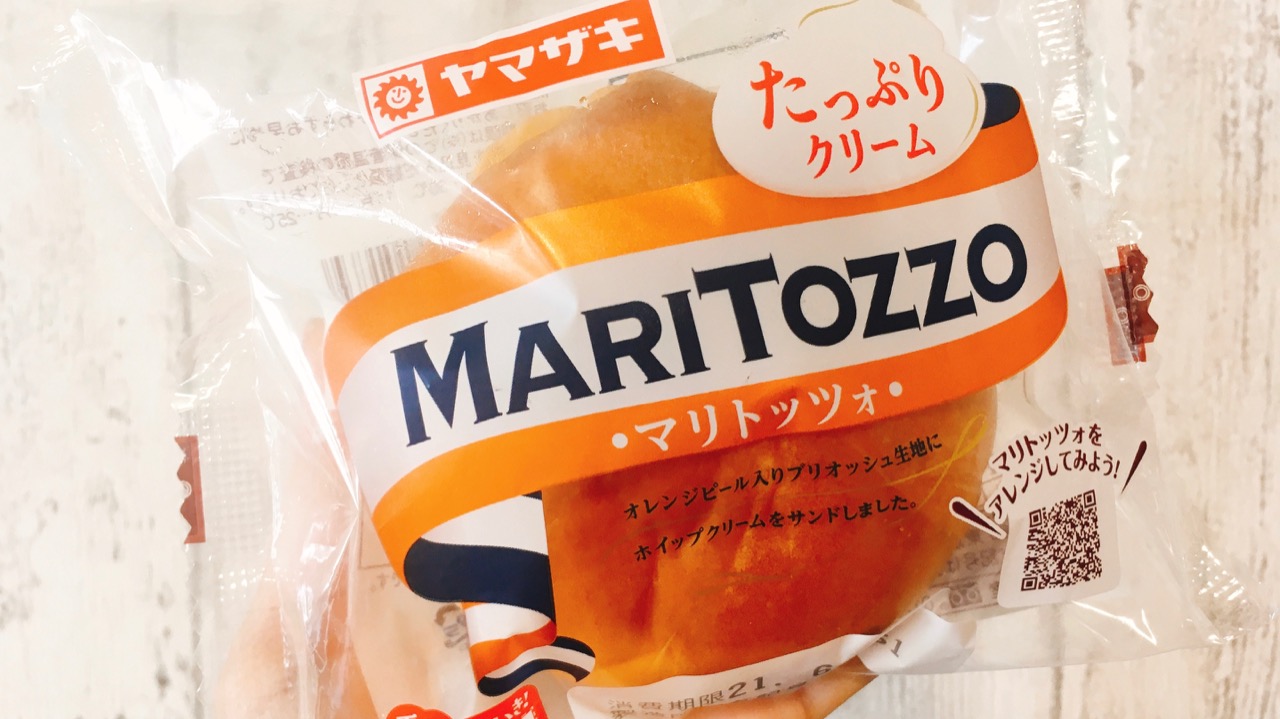 ヤマザキ
たっぷり
クリーム
MARITOZZO
・マリトッツォ・
オレンジピール入りブリオッシュ生地に
ホイップクリームをサンドしました。
マリトッツォを
アレンジしてみよう!
消費期限21. 6